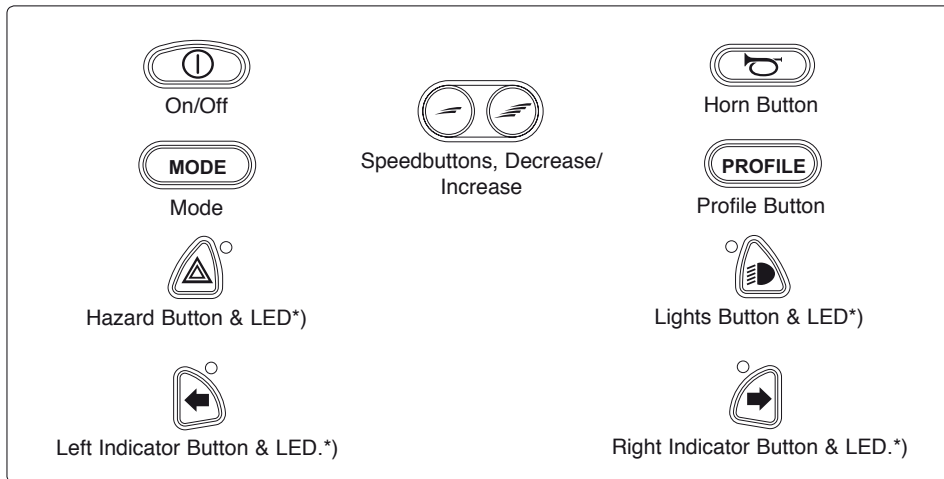 On/Off
Speedbuttons, Decrease/
Increase
Horn Button
MODE
Mode
PROFILE
Profile Button
Hazard Button & LED*)
Lights Button & LED*)
Left Indicator Button & LED.*)
Right Indicator Button & LED.*)